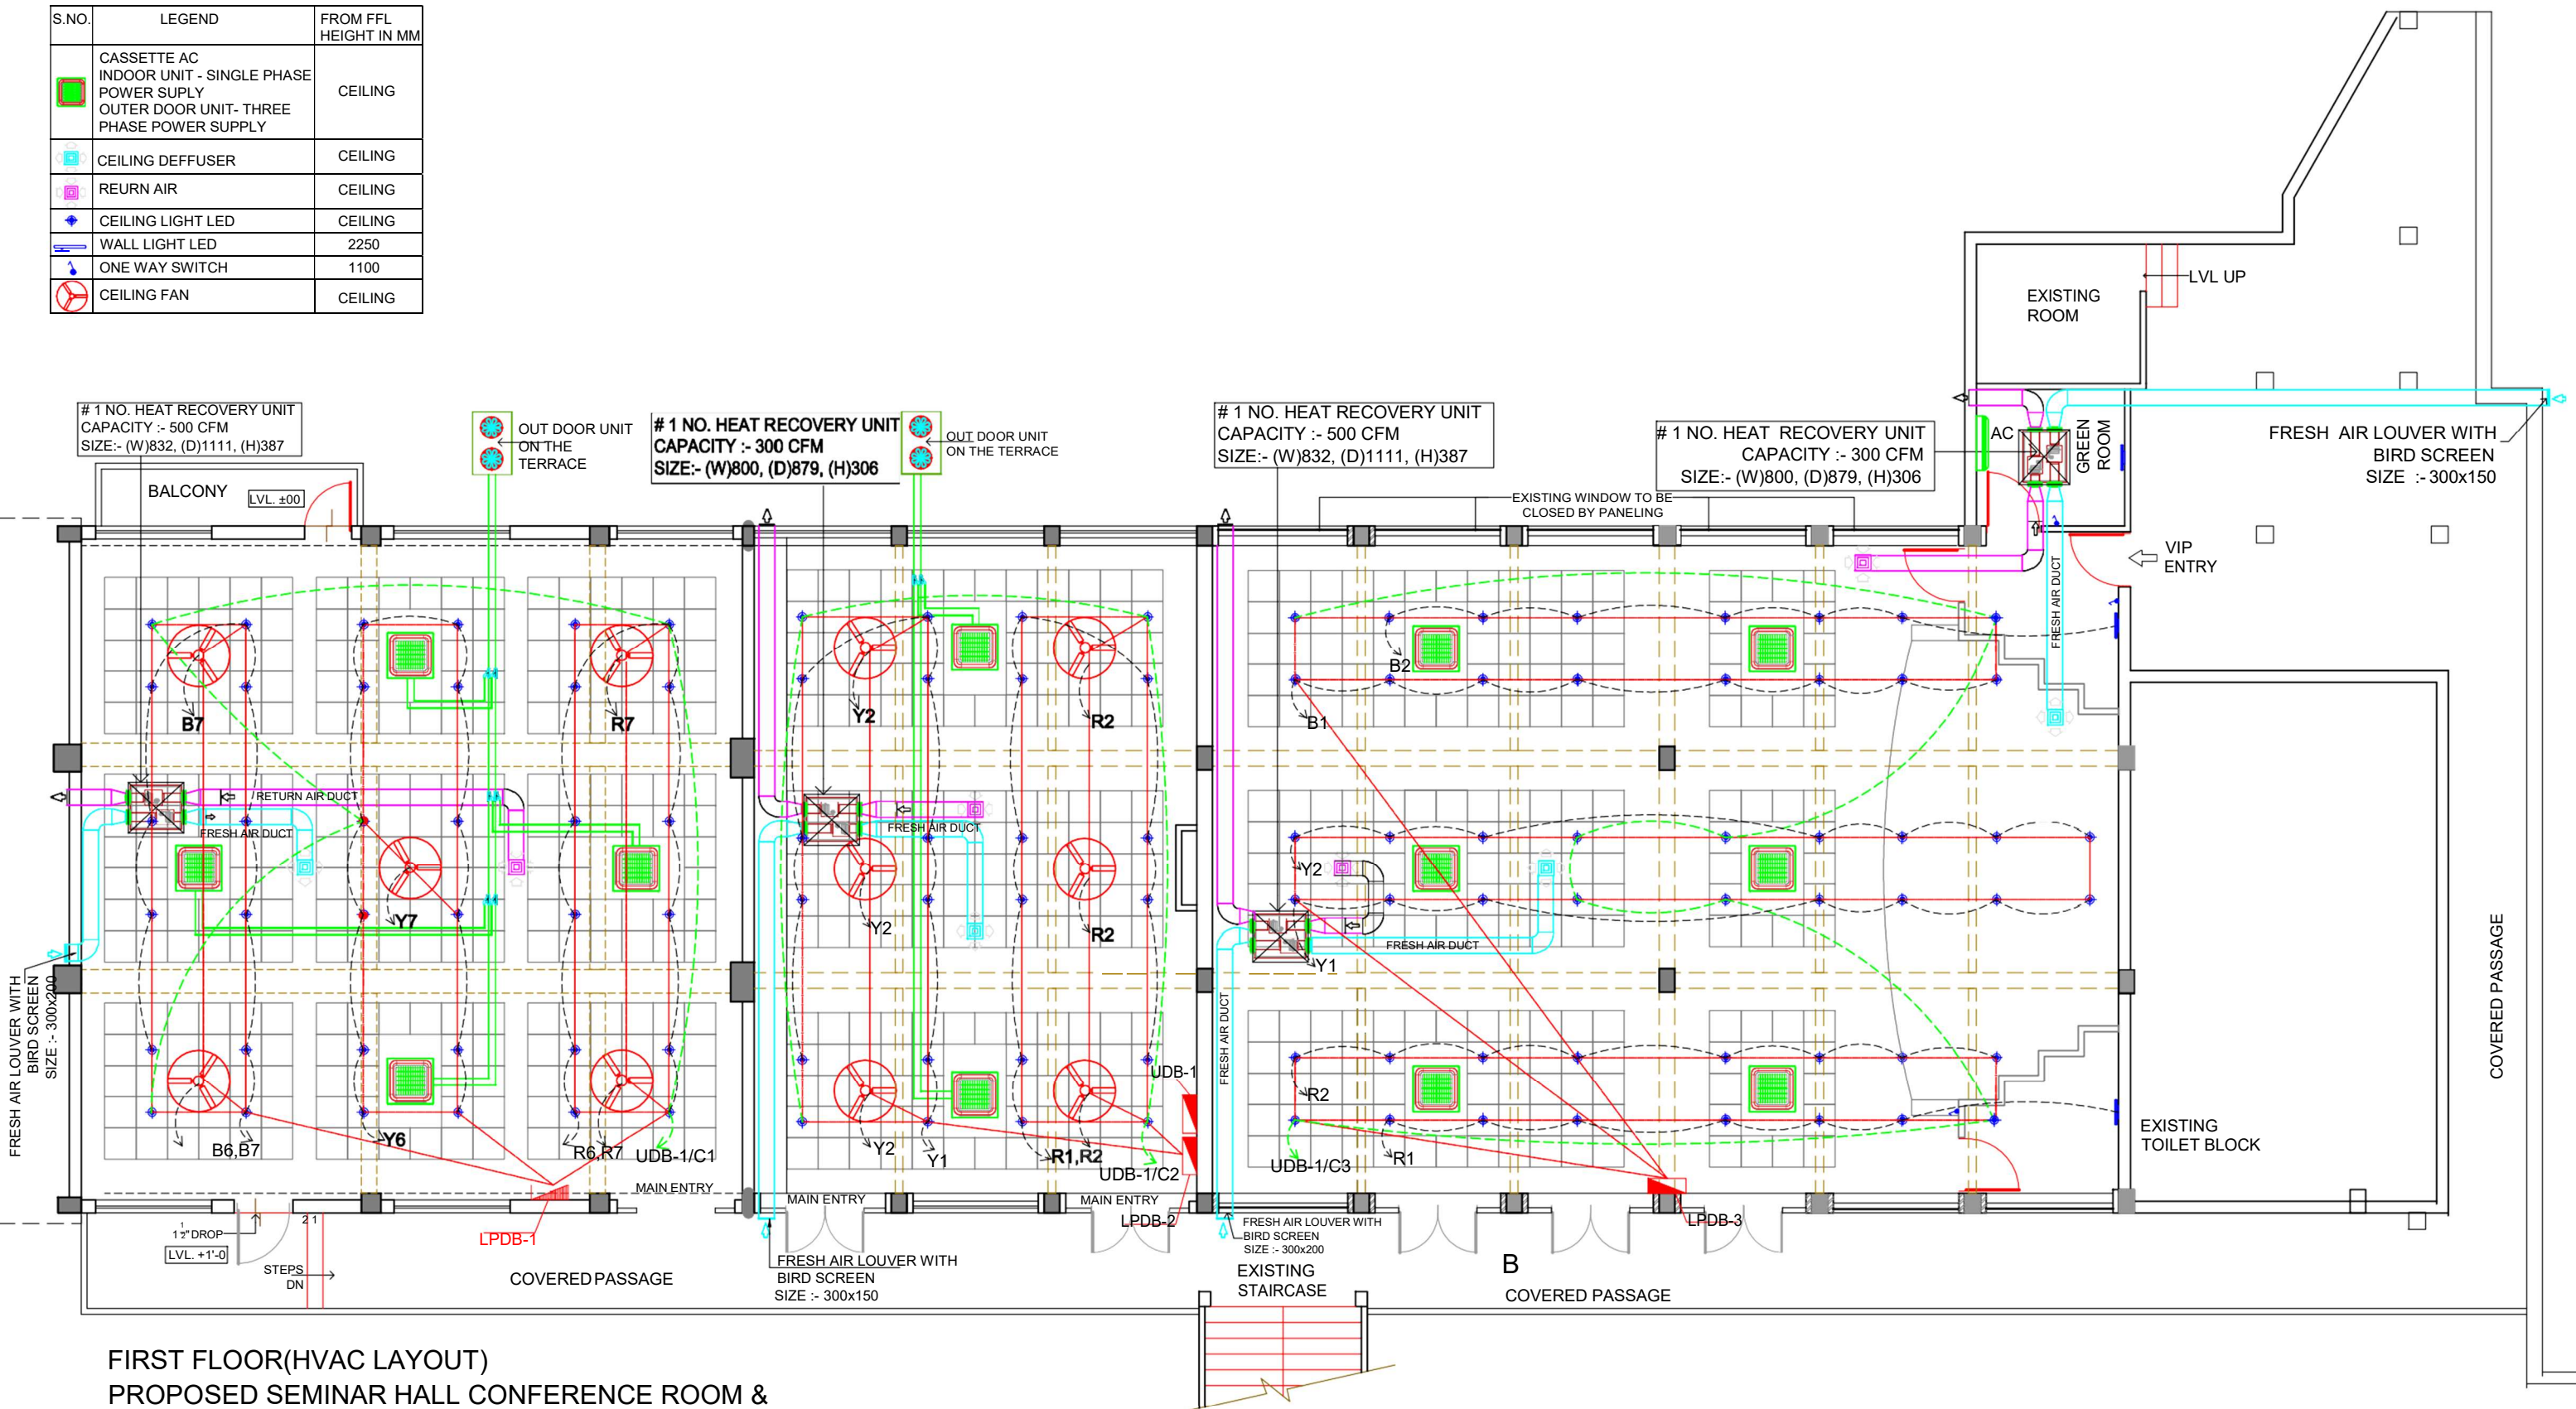 S.NO. LEGEND FROM FFL
HEIGHT IN MM
CASSETTE AC
INDOOR UNIT - SINGLE PHASE
POWER SUPLY
OUTER DOOR UNIT- THREE
PHASE POWER SUPPLY
CEILING
CEILING DEFFUSER CEILING
REURN AIR CEILING
CEILING LIGHT LED CEILING
WALL LIGHT LED 2250
ONE WAY SWITCH 1100
CEILING FAN CEILING
LVL UP
EXISTING
ROOM
# 1 NO. HEAT RECOVERY UNIT
CAPACITY :- 500 CFM
SIZE:- (W)832, (D)1111, (H)387
OUT DOOR UNIT
ON THE
TERRACE
# 1 NO. HEAT RECOVERY UNIT
CAPACITY :- 300 CFM
SIZE:- (W)800, (D)879, (H)306
OUT DOOR UNIT
ON THE TERRACE
# 1 NO. HEAT RECOVERY UNIT
CAPACITY :- 500 CFM
SIZE:- (W)832, (D)1111, (H)387
# 1 NO. HEAT RECOVERY UNIT
CAPACITY :- 300 CFM
SIZE:- (W)800, (D)879, (H)306
AC
GREEN
ROOM
FRESH AIR LOUVER WITH
BIRD SCREEN
SIZE :- 300x150
BALCONY
LVL. ±00
EXISTING WINDOW TO BE
CLOSED BY PANELING
VIP
ENTRY
FRESH AIR DUCT
B7
R7
Y2
R2
B2
B1
RETURN AIR DUCT
FRESH AIR DUCT
FRESH AIR DUCT
Y2
Y7
Y2
R2
FRESH AIR DUCT
Y1
FRESH AIR LOUVER WITH
BIRD SCREEN
SIZE :- 300x200
FRESH AIR DUCT
COVERED PASSAGE
UDB-1
R2
B6,B7
Y6
R6,R7
UDB-1/C1
Y2
Y1
R1,R2
UDB-1/C2
UDB-1/C3
R1
EXISTING
TOILET BLOCK
MAIN ENTRY
MAIN ENTRY
MAIN ENTRY
2 1
1 1/2" DROP
LVL. +1'-0
LPDB-1
LPDB-2
LPDB-3
FRESH AIR LOUVER WITH
BIRD SCREEN
SIZE :- 300x200
STEPS
DN
COVERED PASSAGE
FRESH AIR LOUVER WITH
BIRD SCREEN
SIZE :- 300x150
EXISTING
STAIRCASE
B
COVERED PASSAGE
FIRST FLOOR(HVAC LAYOUT)
PROPOSED SEMINAR HALL CONFERENCE ROOM &